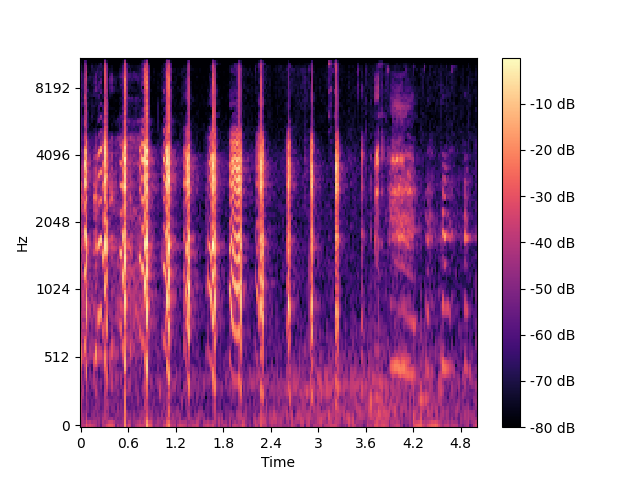 8192
4096
2048
1024
512
0
Hz
0 0.6 1.2 1.8 2.4 3 3.6 4.2 4.8
Time
-10 dB
-20 dB
-30 dB
-40 dB
-50 dB
-60 dB
-70 dB
-80 dB